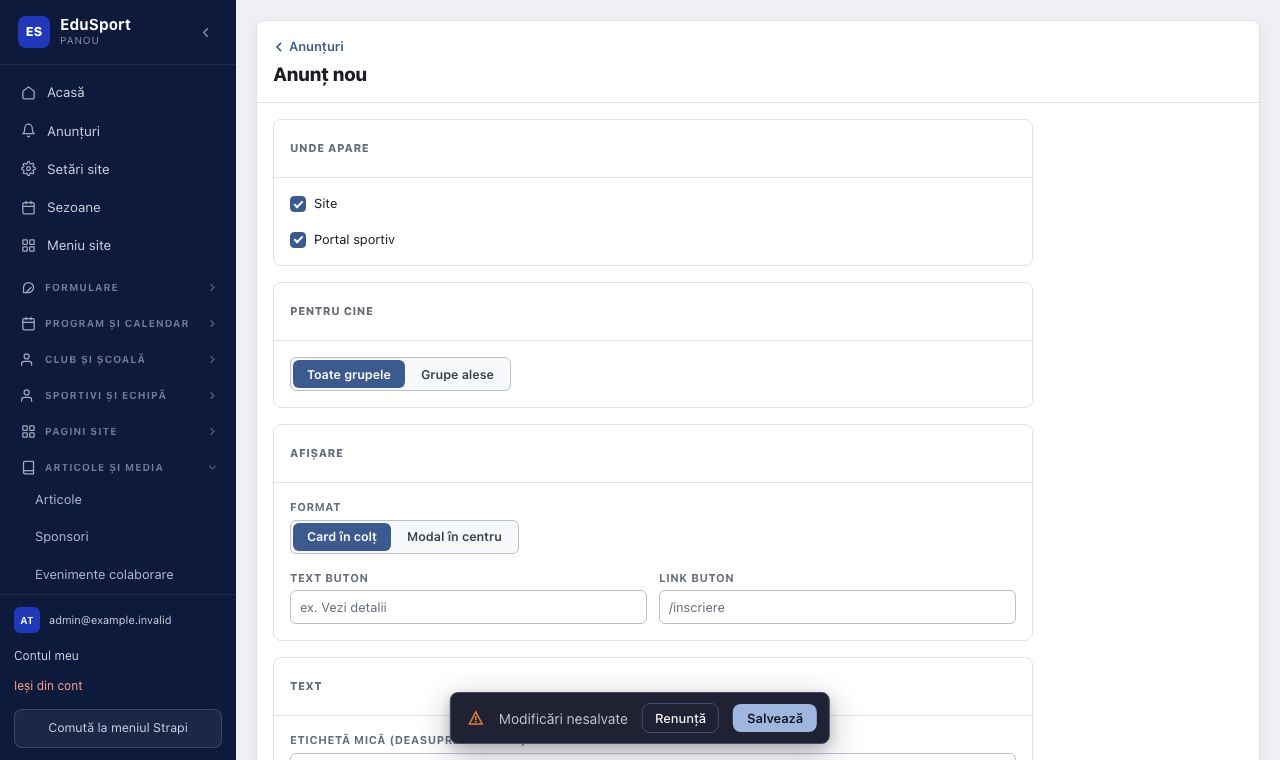 ES
EduSport
PANOU
Acasă
Anunțuri
Setări site
Sezoane
Meniu site
FORMULARE
PROGRAM ȘI CALENDAR
CLUB ȘI ȘCOALĂ
SPORTIVI ȘI ECHIPĂ
PAGINI SITE
ARTICOLE ȘI MEDIA
Articole
Sponsori
Evenimente colaborare
AT
admin@example.invalid
Contul meu
Ieși din cont
Comută la meniul Strapi
Anunțuri
Anunț nou
UNDE APARE
Site
Portal sportiv
PENTRU CINE
Toate grupele Grupe alese
AFIȘARE
FORMAT
Card în colț Modal în centru
TEXT BUTON LINK BUTON
ex. Vezi detalii /inscriere
TEXT
ETICHETĂ MICĂ
Modificări nesalvate Renunță Salvează